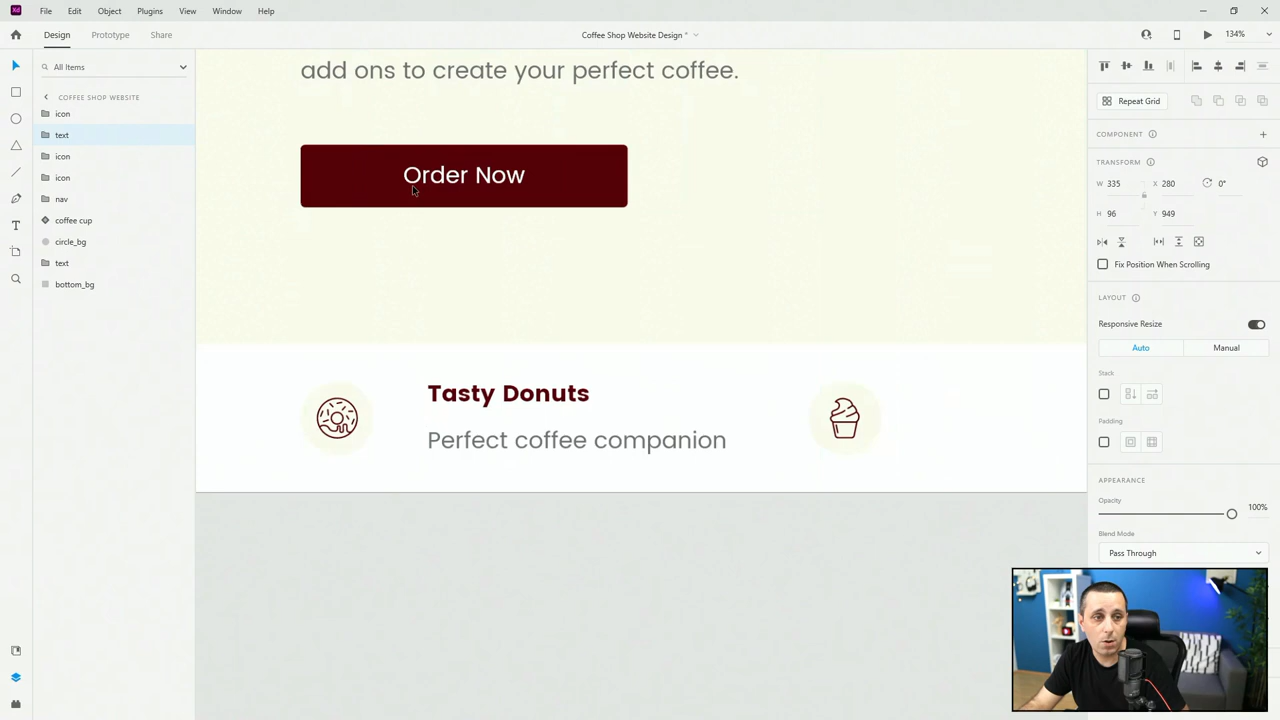 Xd File Edit Object Plugins View Window Help
Design Prototype Share
Coffee Shop Website Design *
134%
All Items
COFFEE SHOP WEBSITE
icon
text
icon
icon
nav
coffee cup
circle_bg
text
bottom_bg
add ons to create your perfect coffee.
Order Now
Tasty Donuts
Perfect coffee companion
Repeat Grid
COMPONENT
TRANSFORM
W 335 X 280 0°
H 96 Y 949
Fix Position When Scrolling
LAYOUT
Responsive Resize
Auto Manual
Stack
Padding
APPEARANCE
Opacity
100%
Blend Mode
Pass Through